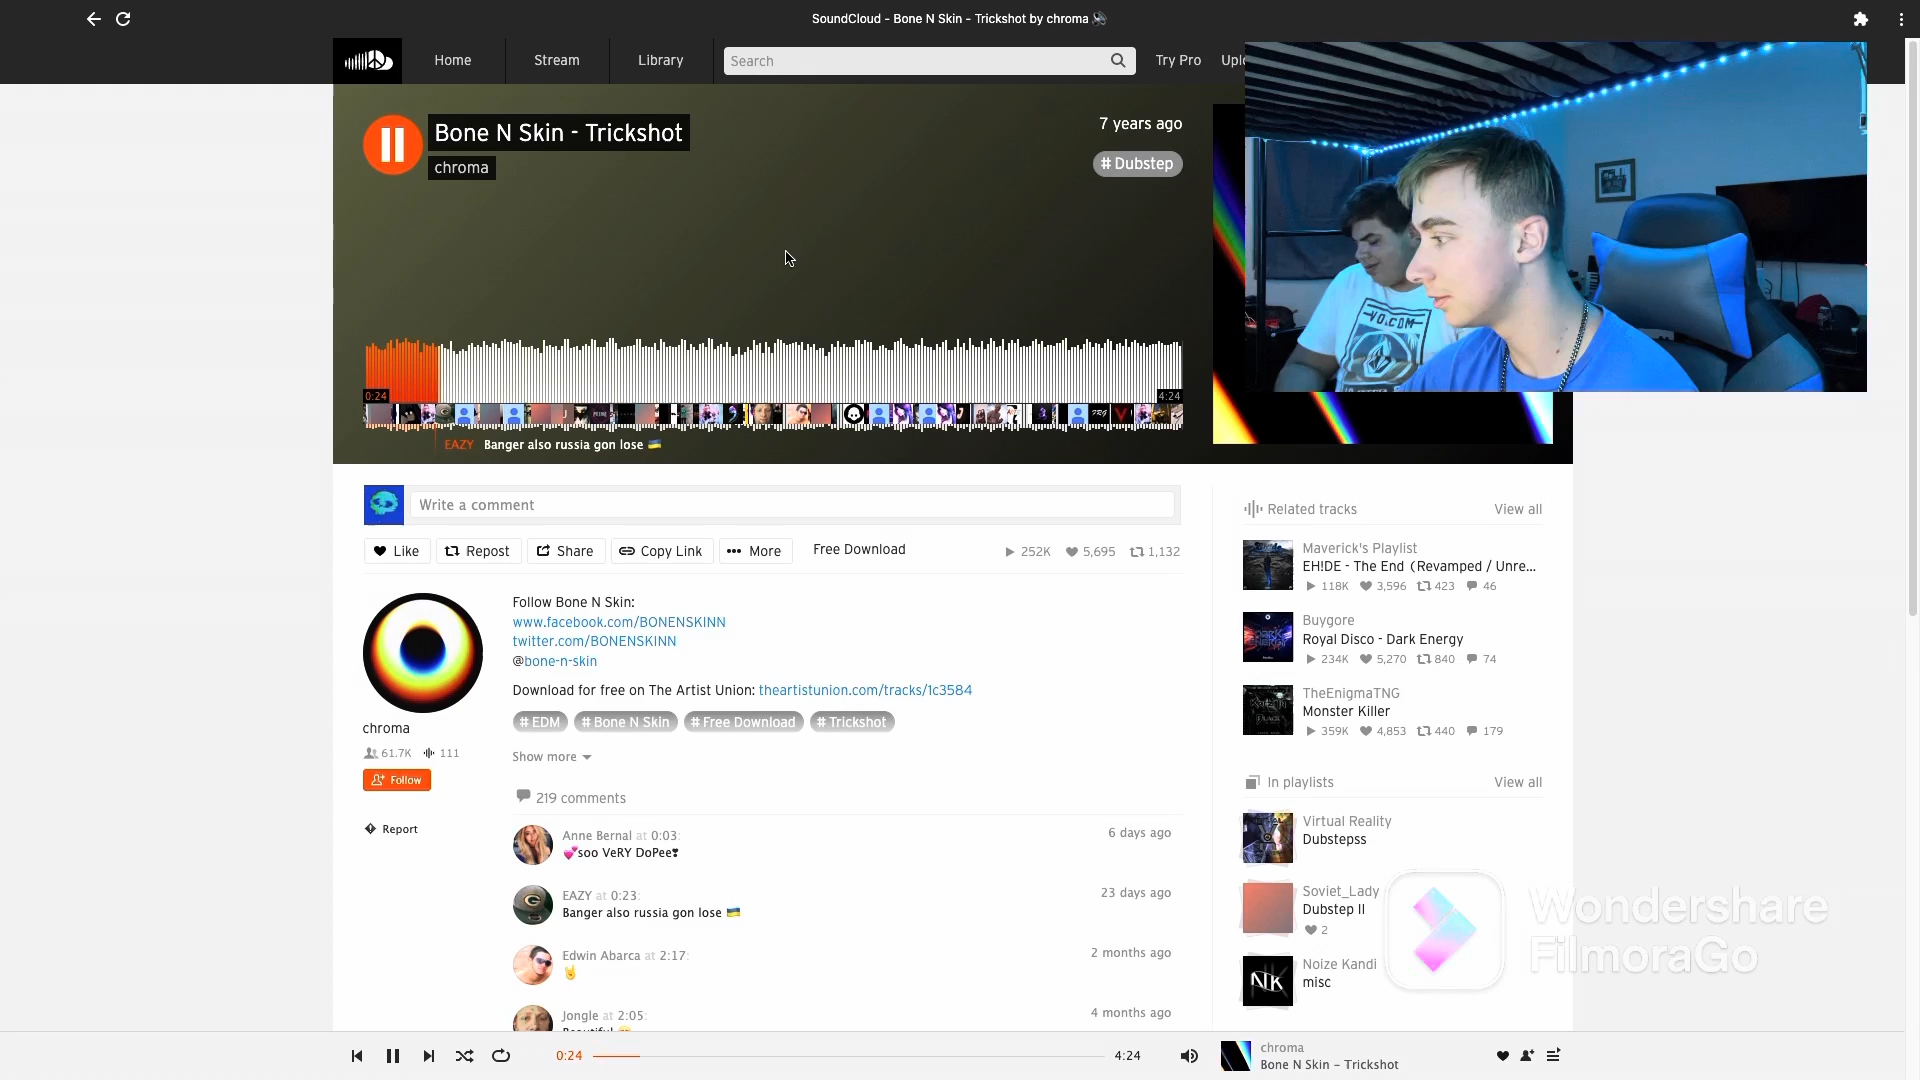 SoundCloud - Bone N Skin - Trickshot by chroma 🔊
Home
Stream
Library
Search
Try Pro
Bone N Skin - Trickshot
chroma
7 years ago
# Dubstep
VOLCOM
0:24
4:24
EAZY Banger also russia gon lose 🇺🇦
Write a comment
Like
Repost
Share
Copy Link
More
Free Download
252K
5,695
1,132
Related tracks
View all
Maverick's Playlist
EH!DE - The End (Revamped / Unre...
118K 3,596 423 46
Buygore
Royal Disco - Dark Energy
234K 5,270 840 74
TheEnigmaTNG
Monster Killer
359K 4,853 440 179
In playlists
View all
Virtual Reality
Dubstepss
Soviet_Lady
Dubstep II
2
Noize Kandi
misc
Follow Bone N Skin:
www.facebook.com/BONENSKINN
twitter.com/BONENSKINN
@bone-n-skin
Download for free on The Artist Union: theartistunion.com/tracks/1c3584
# EDM
# Bone N Skin
# Free Download
# Trickshot
Show more
chroma
61.7K 111
Follow
Report
219 comments
Anne Bernal at 0:03:
💕soo VeRY DoPee❣
6 days ago
EAZY at 0:23:
Banger also russia gon lose 🇺🇦
23 days ago
Edwin Abarca at 2:17:
🤘
2 months ago
Jongle at 2:05:
4 months ago
Wondershare
FilmoraGo
0:24
4:24
chroma
Bone N Skin - Trickshot